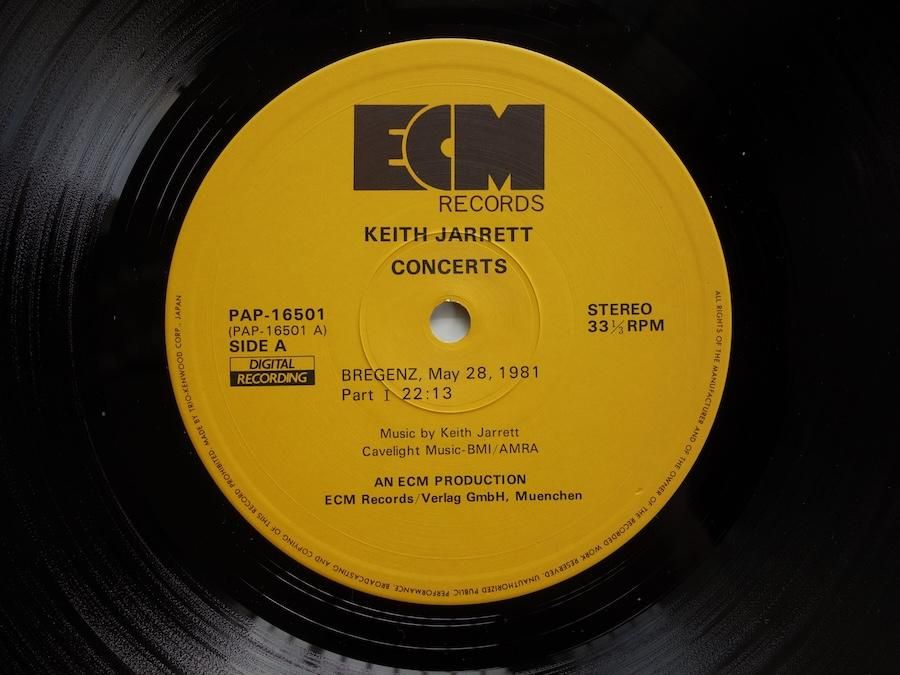 ECM
RECORDS
KEITH JARRETT
CONCERTS
PAP-16501
(PAP-16501 A)
SIDE A
DIGITAL
RECORDING
STEREO
33⅓ RPM
BREGENZ, May 28, 1981
Part I 22:13
Music by Keith Jarrett
Cavelight Music-BMI/AMRA
AN ECM PRODUCTION
ECM Records/Verlag GmbH, Muenchen
ALL RIGHTS OF THE MANUFACTURER AND OF THE OWNER OF THE RECORDED WORK RESERVED. UNAUTHORIZED PUBLIC PERFORMANCE, BROADCASTING AND COPYING OF THIS RECORD PROHIBITED. MADE BY TRIO-KENWOOD CORP., JAPAN